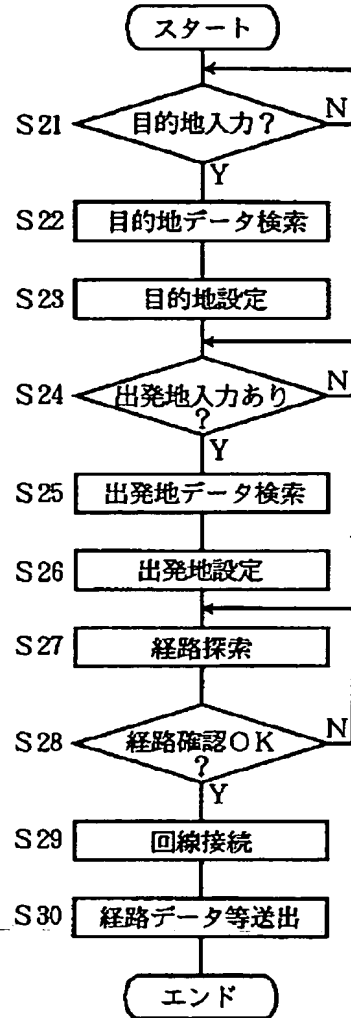 スタート
S21 目的地入力? N
Y
S22 目的地データ検索
S23 目的地設定
S24 出発地入力あり N
?
Y
S25 出発地データ検索
S26 出発地設定
S27 経路探索
S28 経路確認OK N
?
Y
S29 回線接続
S30 経路データ等送出
エンド